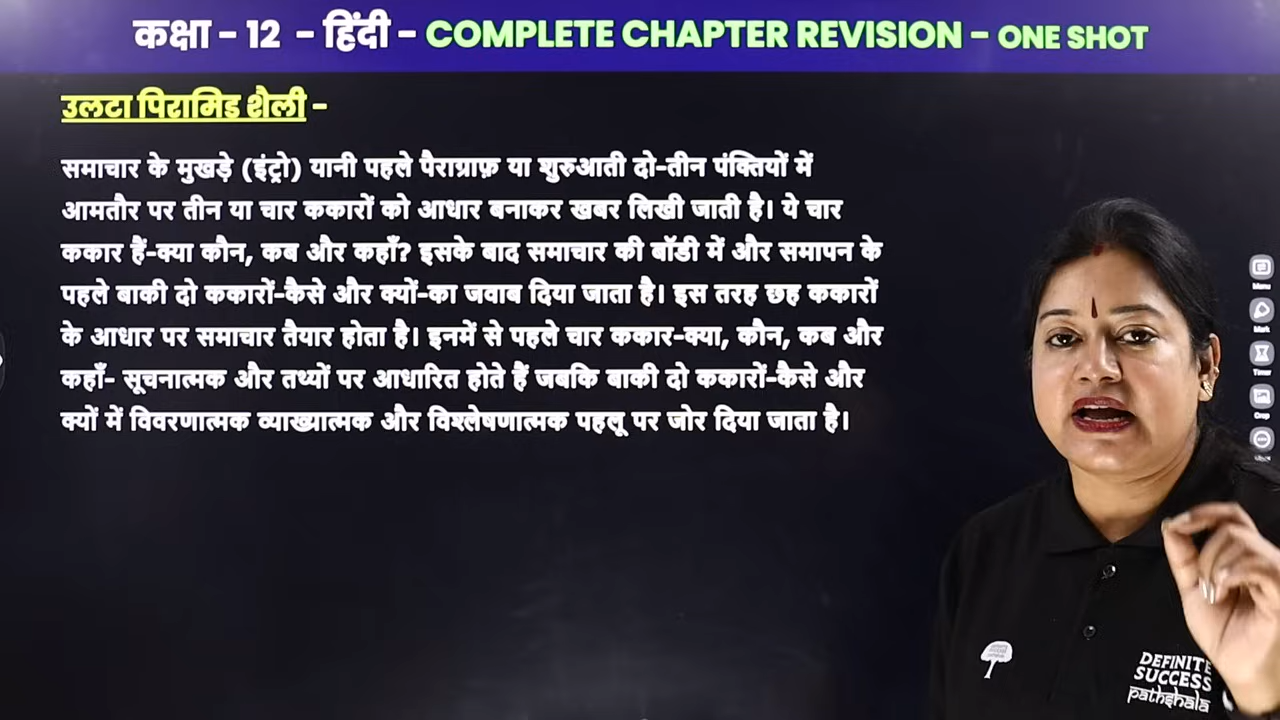 कक्षा - 12 - हिंदी - COMPLETE CHAPTER REVISION - ONE SHOT
उलटा पिरामिड शैली -
समाचार के मुखड़े (इंट्रो) यानी पहले पैराग्राफ़ या शुरुआती दो-तीन पंक्तियों में
आमतौर पर तीन या चार ककारों को आधार बनाकर खबर लिखी जाती है। ये चार
ककार हैं-क्या कौन, कब और कहाँ? इसके बाद समाचार की बॉडी में और समापन के
पहले बाकी दो ककारों-कैसे और क्यों-का जवाब दिया जाता है। इस तरह छह ककारों
के आधार पर समाचार तैयार होता है। इनमें से पहले चार ककार-क्या, कौन, कब और
कहाँ- सूचनात्मक और तथ्यों पर आधारित होते हैं जबकि बाकी दो ककारों-कैसे और
क्यों में विवरणात्मक व्याख्यात्मक और विश्लेषणात्मक पहलू पर जोर दिया जाता है।
Menu
Mark
Timer
DEFINITE
SUCCESS
pathshala